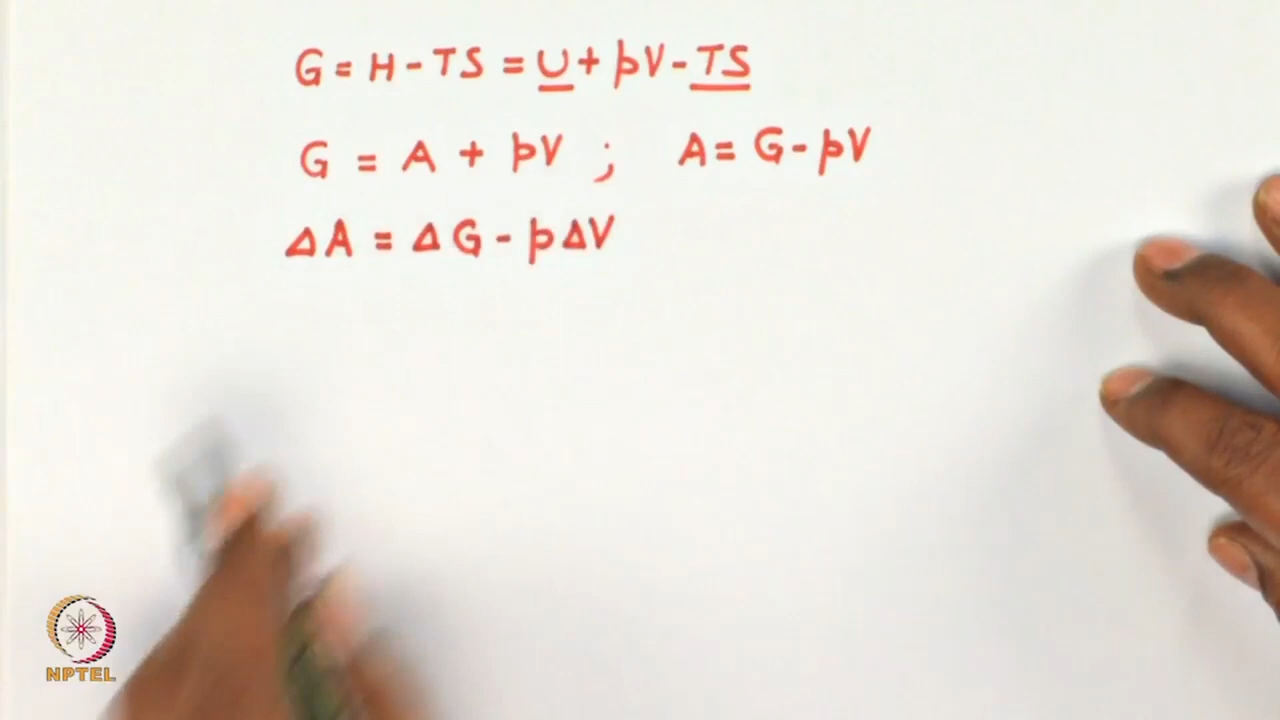 G = H - TS = U + pV - TS
G = A + pV ; A = G - pV
ΔA = ΔG - pΔV
NPTEL